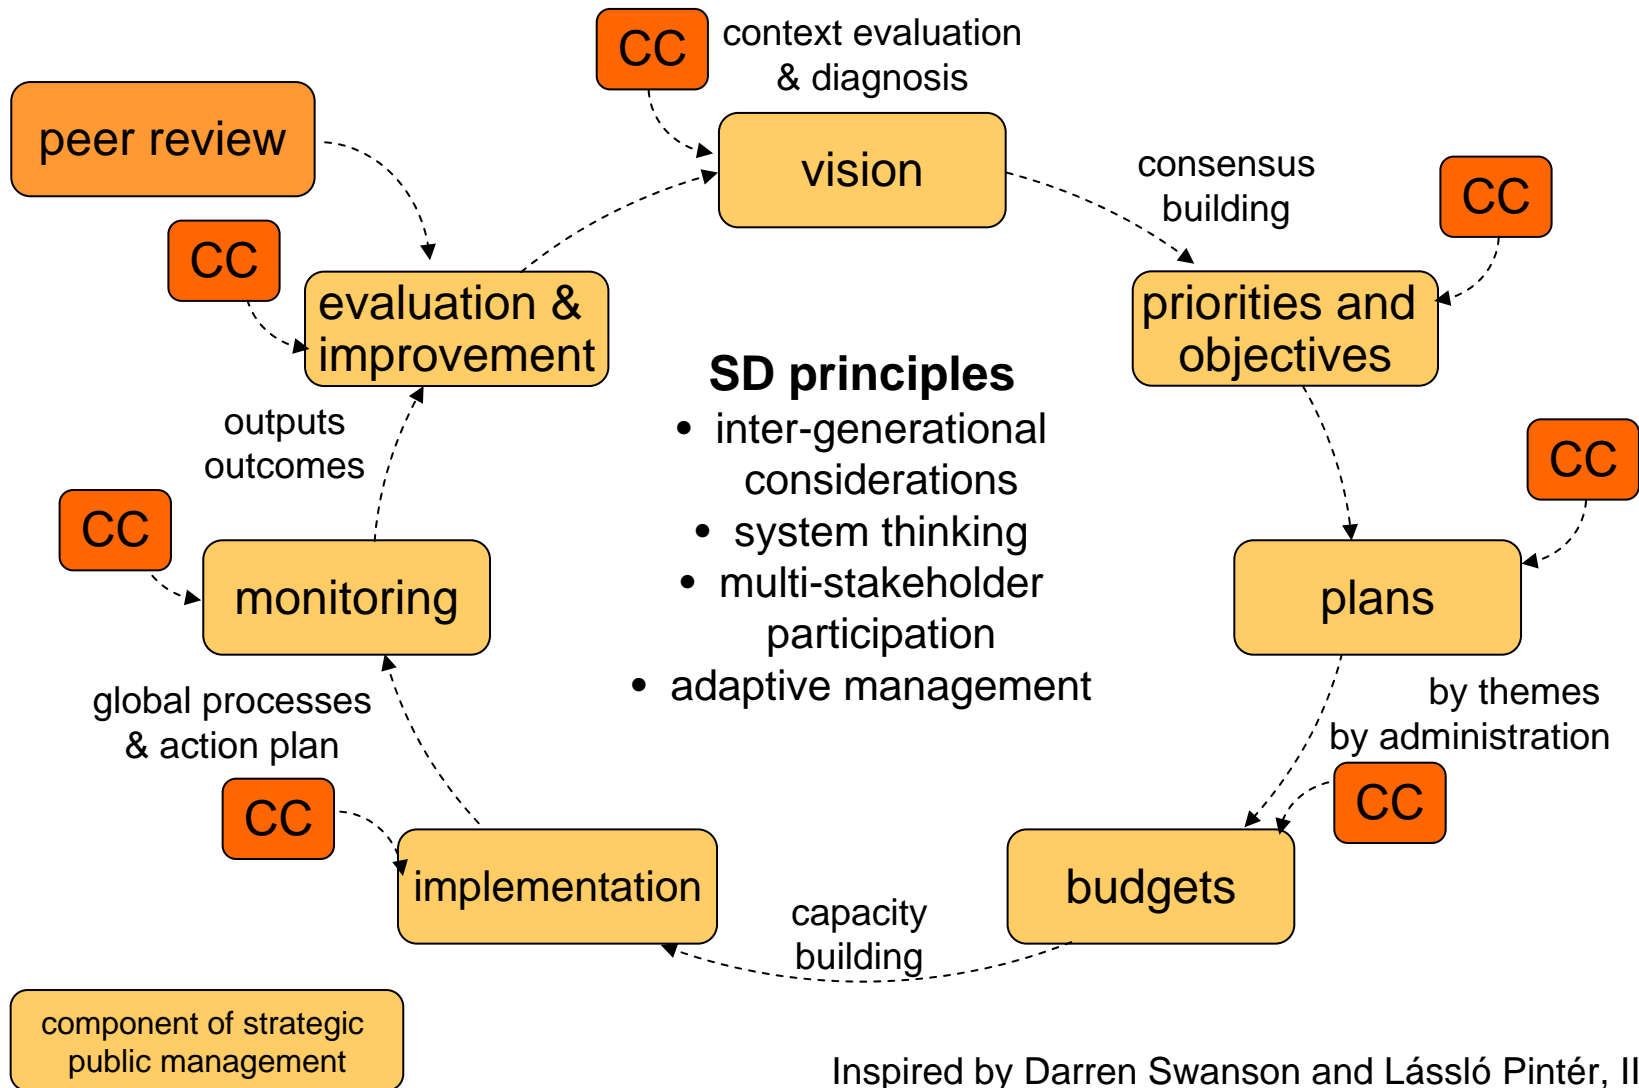 CC
context evaluation
& diagnosis
peer review
vision
consensus
building
CC
CC
evaluation &
improvement
priorities and
objectives
SD principles
• inter-generational
considerations
• system thinking
• multi-stakeholder
participation
• adaptive management
outputs
outcomes
CC
CC
monitoring
plans
global processes
& action plan
by themes
by administration
CC
CC
implementation
budgets
capacity
building
component of strategic
public management
Inspired by Darren Swanson and Lássló Pintér, II